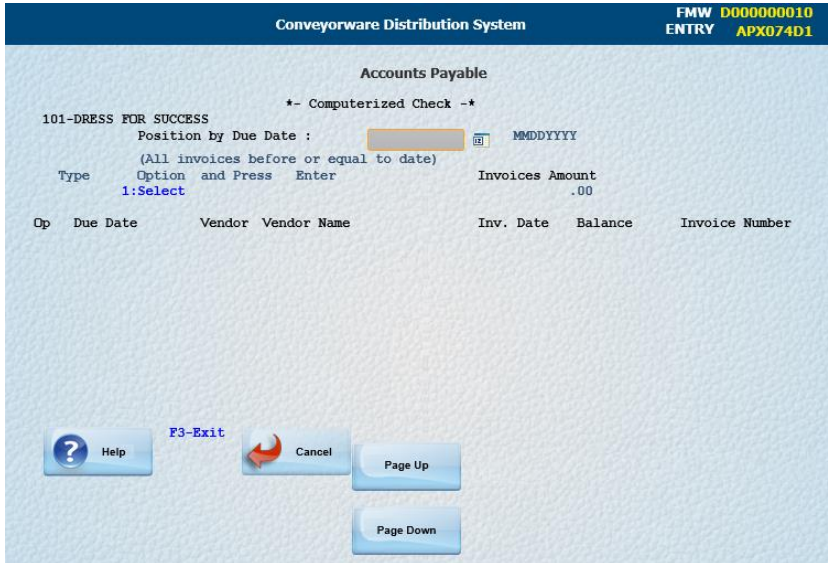 Conveyorware Distribution System
FMW D000000010
ENTRY APX074D1
Accounts Payable
*- Computerized Check -*
101-DRESS FOR SUCCESS
Position by Due Date : MMDDYYYY
(All invoices before or equal to date)
Type Option and Press Enter Invoices Amount
1:Select .00
Op Due Date Vendor Vendor Name Inv. Date Balance Invoice Number
F3-Exit
Help Cancel
Page Up
Page Down